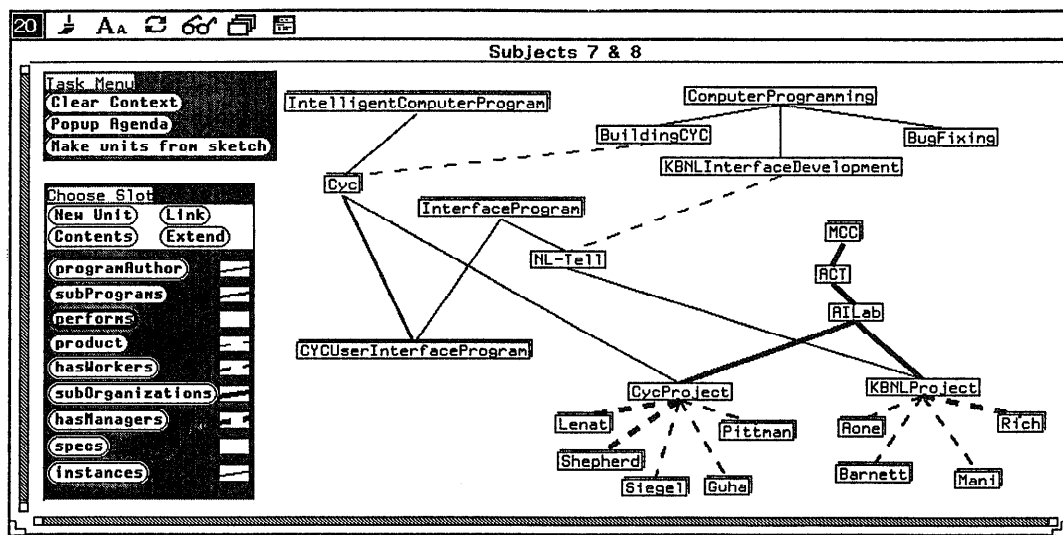 20 AA
Subjects 7 & 8
Task Menu
Clear Context
Popup Agenda
Make units from sketch
Choose Slot
New Unit Link
Contents Extend
programAuthor
subPrograms
performs
product
hasWorkers
subOrganizations
hasManagers
specs
instances
IntelligentComputerProgram
ComputerProgramming
BuildingCYC
BugFixing
KBNLInterfaceDevelopment
Cyc
InterfaceProgram
MCC
NL-Tell
ACT
AILab
CYCUserInterfaceProgram
CycProject
KBNLProject
Lenat
Pittman
Aone
Rich
Shepherd
Siegel
Guha
Barnett
Mani